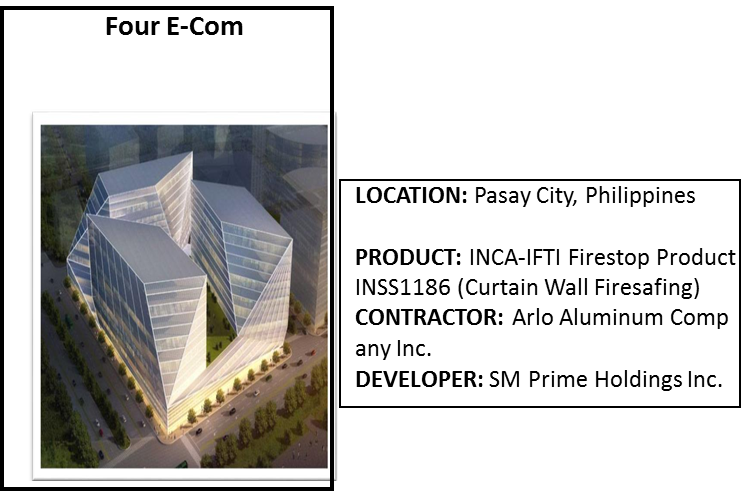 Four E-Com
LOCATION: Pasay City, Philippines
PRODUCT: INCA-IFTI Firestop Product
INSS1186 (Curtain Wall Firesafing)
CONTRACTOR: Arlo Aluminum Comp
any Inc.
DEVELOPER: SM Prime Holdings Inc.